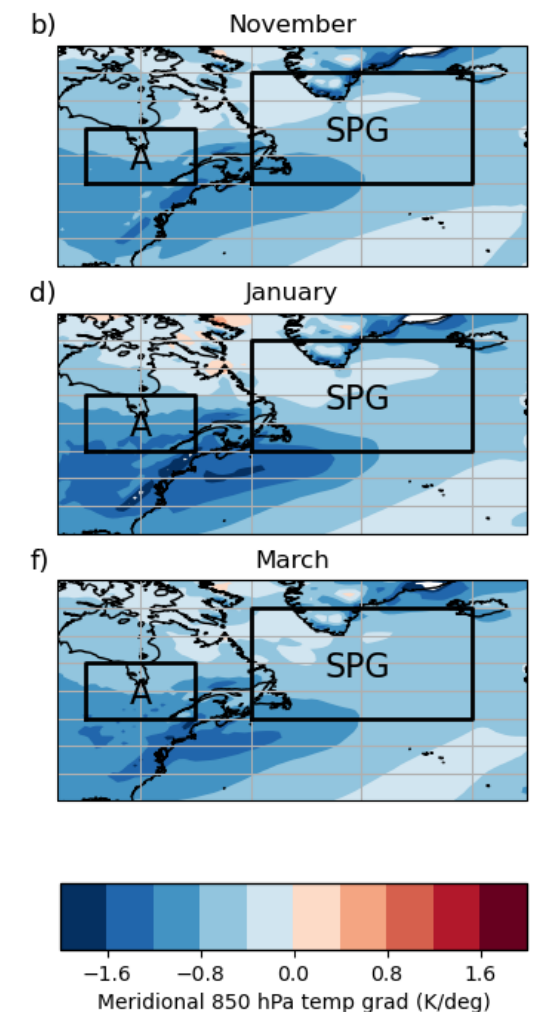 b) November
SPG
A
d) January
SPG
A
f) March
SPG
A
−1.6 −0.8 0.0 0.8 1.6
Meridional 850 hPa temp grad (K/deg)